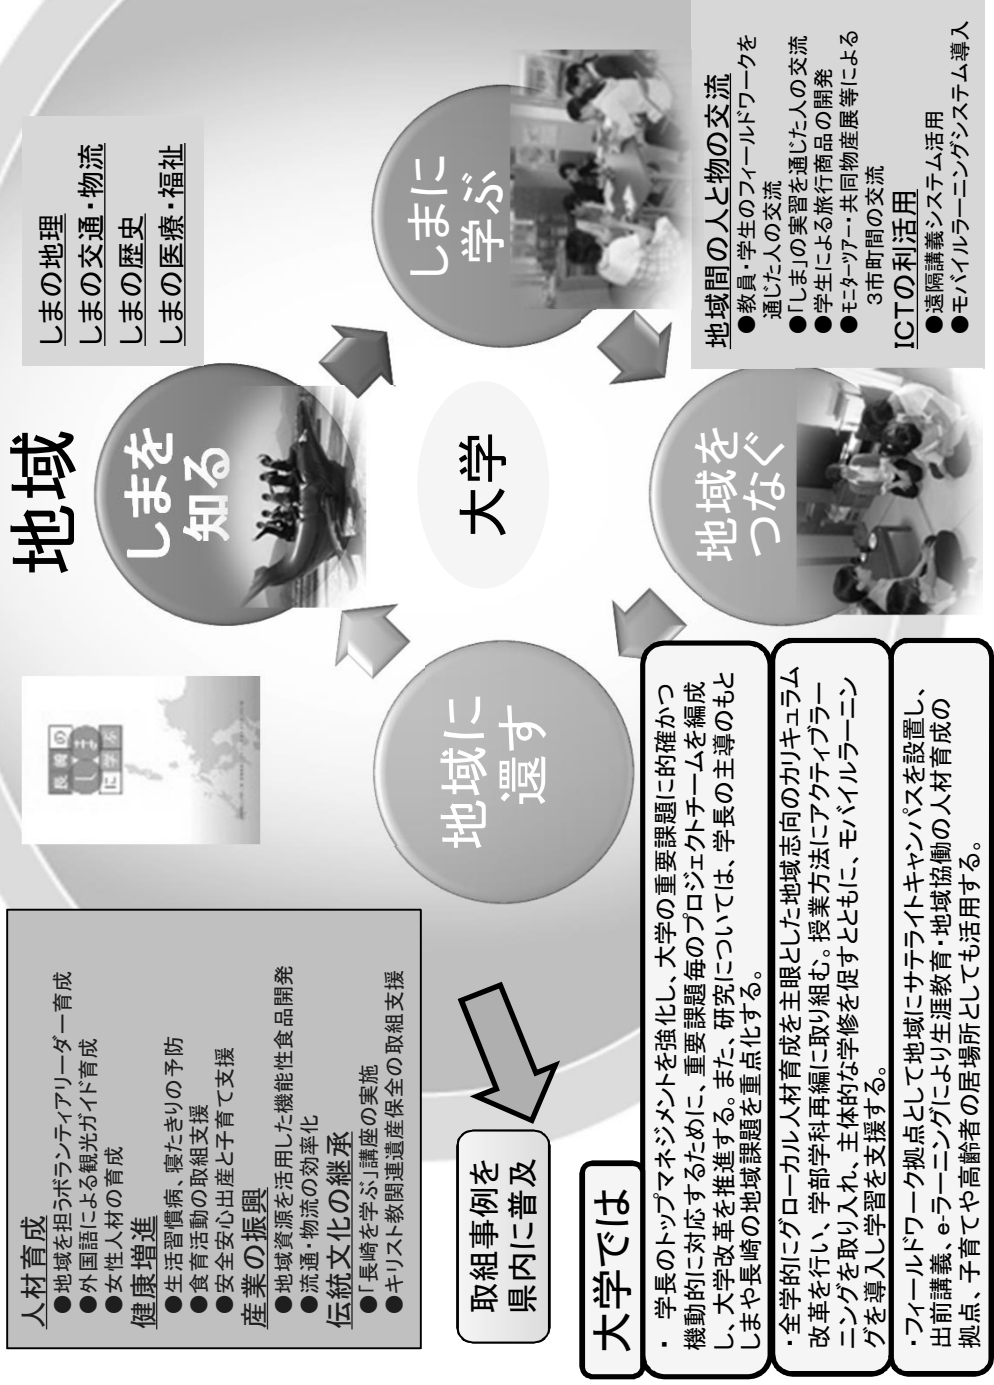 地域
人材育成
●地域を担うボランティアリーダー育成
●外国語による観光ガイド育成
●女性人材の育成
健康増進
●生活習慣病、寝たきりの予防
●食育活動の取組支援
●安全安心出産と子育て支援
産業の振興
●地域資源を活用した機能性食品開発
●流通・物流の効率化
伝統文化の継承
●「長崎を学ぶ」講座の実施
●キリスト教関連遺産保全の取組支援
長崎の
しま
に学ぶ
しまを
知る
しまの地理
しまの交通・物流
しまの歴史
しまの医療・福祉
地域に
還す
大学
しまに
学ぶ
地域を
つなぐ
地域間の人と物の交流
●教員・学生のフィールドワークを
通じた人の交流
●「しま」の実習を通じた人の交流
●学生による旅行商品の開発
●モニターツアー・共同物産展等による
3市町間の交流
ICTの利活用
●遠隔講義システム活用
●モバイルラーニングシステム導入
取組事例を
県内に普及
大学では
・ 学長のトップマネジメントを強化し、大学の重要課題に的確かつ
機動的に対応するために、重要課題毎のプロジェクトチームを編成
し、大学改革を推進する。また、研究については、学長の主導のもと
しまや長崎の地域課題を重点化する。
・全学的にグローカル人材育成を主眼とした地域志向のカリキュラム
改革を行い、学部学科再編に取り組む。授業方法にアクティブラー
ニングを取り入れ、主体的な学修を促すとともに、モバイルラーニン
グを導入し学習を支援する。
・フィールドワーク拠点として地域にサテライトキャンパスを設置し、
出前講義、e-ラーニングにより生涯教育・地域協働の人材育成の
拠点、子育てや高齢者の居場所としても活用する。